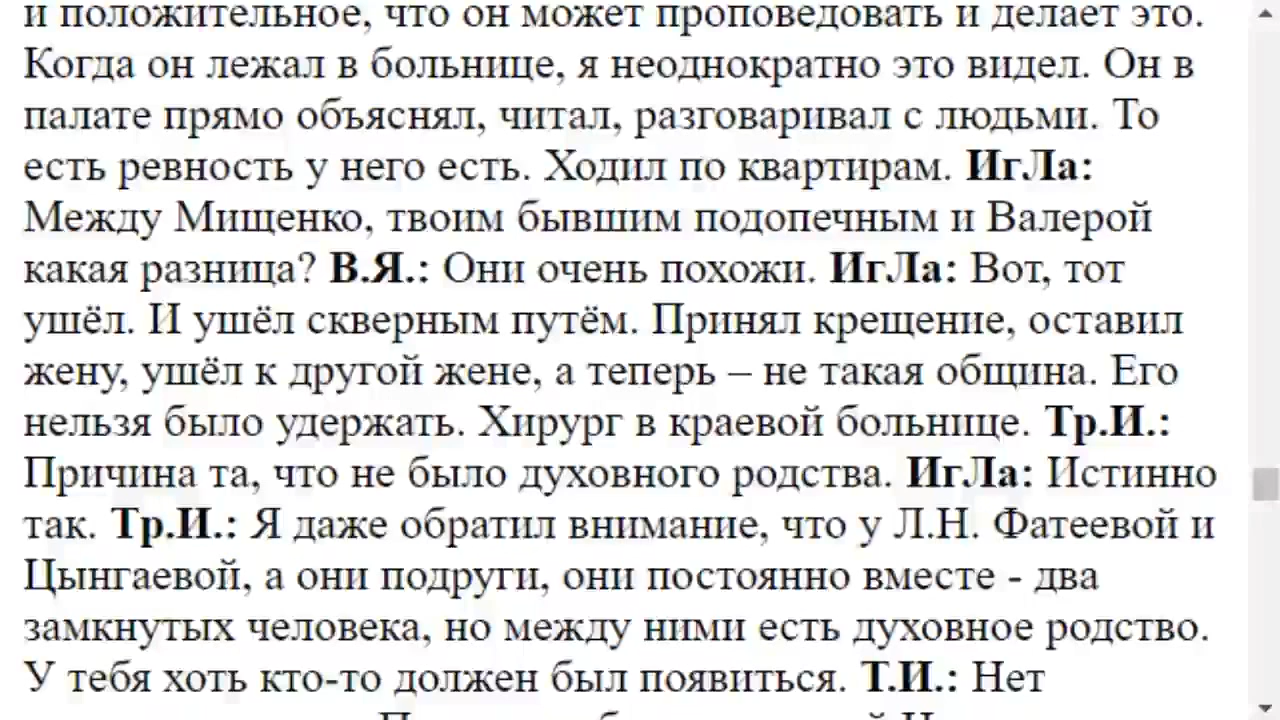 и положительное, что он может проповедовать и делает это.
Когда он лежал в больнице, я неоднократно это видел. Он в
палате прямо объяснял, читал, разговаривал с людьми. То
есть ревность у него есть. Ходил по квартирам. ИгЛа:
Между Мищенко, твоим бывшим подопечным и Валерой
какая разница? В.Я.: Они очень похожи. ИгЛа: Вот, тот
ушёл. И ушёл скверным путём. Принял крещение, оставил
жену, ушёл к другой жене, а теперь – не такая община. Его
нельзя было удержать. Хирург в краевой больнице. Тр.И.:
Причина та, что не было духовного родства. ИгЛа: Истинно
так. Тр.И.: Я даже обратил внимание, что у Л.Н. Фатеевой и
Цынгаевой, а они подруги, они постоянно вместе - два
замкнутых человека, но между ними есть духовное родство.
У тебя хоть кто-то должен был появиться. Т.И.: Нет